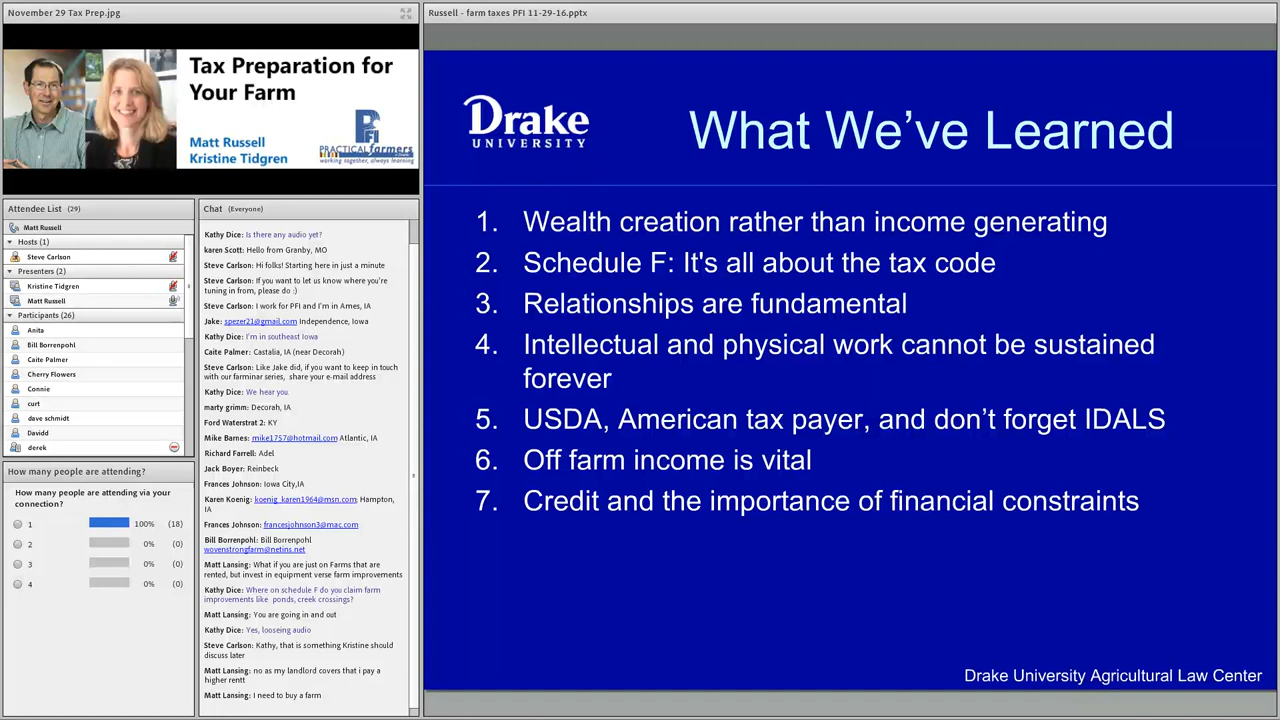 November 29 Tax Prep.jpg
Tax Preparation for
Your Farm
Matt Russell
Kristine Tidgren
PFI
PRACTICAL farmers
working together, always learning
Attendee List (29)
Matt Russell
Hosts (1)
Steve Carlson
Presenters (2)
Kristine Tidgren
Matt Russell
Participants (26)
Anita
Bill Borrenpohl
Caite Palmer
Cherry Flowers
Connie
curt
dave schmidt
Davidd
derek
How many people are attending?
How many people are attending via your
connection?
1 100% (18)
2 0% (0)
3 0% (0)
4 0% (0)
Chat (Everyone)
Kathy Dice: Is there any audio yet?
karen Scott: Hello from Granby, MO
Steve Carlson: Hi folks! Starting here in just a minute
Steve Carlson: If you want to let us know where you're
tuning in from, please do :)
Steve Carlson: I work for PFI and I'm in Ames, IA
Jake: spezer21@gmail.com Independence, Iowa
Kathy Dice: I'm in southeast Iowa
Caite Palmer: Castalia, IA (near Decorah)
Steve Carlson: Like Jake did, if you want to keep in touch
with our farminar series, share your e-mail address
Kathy Dice: We hear you.
marty grimm: Decorah, IA
Ford Waterstrat 2: KY
Mike Barnes: mike1757@hotmail.com Atlantic, IA
Richard Farrell: Adel
Jack Boyer: Reinbeck
Frances Johnson: Iowa City,IA
Karen Koenig: koenig_karen1964@msn.com; Hampton,
IA
Frances Johnson: francesjohnson3@mac.com
Bill Borrenpohl: Bill Borrenpohl
wovenstrongfarm@netins.net
Matt Lansing: What if you are just on Farms that are
rented, but invest in equipment verse farm improvements
Kathy Dice: Where on schedule F do you claim farm
improvements like ponds, creek crossings?
Matt Lansing: You are going in and out
Kathy Dice: Yes, looseing audio
Steve Carlson: Kathy, that is something Kristine should
discuss later
Matt Lansing: no as my landlord covers that i pay a
higher rentt
Matt Lansing: I need to buy a farm
Russell - farm taxes PFI 11-29-16.pptx
Drake
UNIVERSITY
What We've Learned
1. Wealth creation rather than income generating
2. Schedule F: It's all about the tax code
3. Relationships are fundamental
4. Intellectual and physical work cannot be sustained
forever
5. USDA, American tax payer, and don't forget IDALS
6. Off farm income is vital
7. Credit and the importance of financial constraints
Drake University Agricultural Law Center